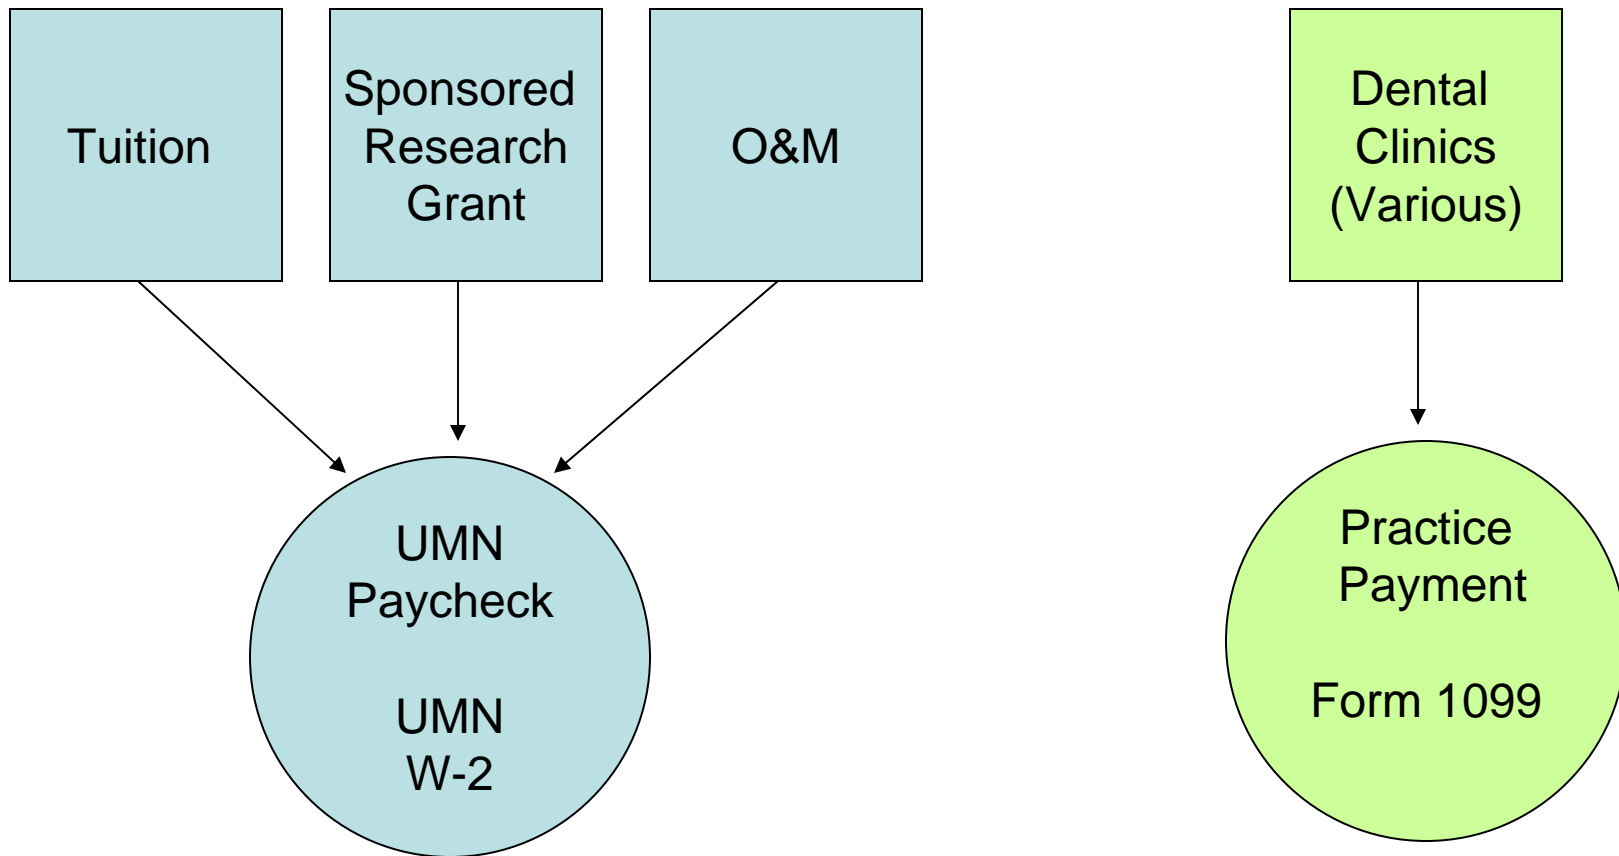 Tuition
Sponsored
Research
Grant
O&M
Dental
Clinics
(Various)
UMN
Paycheck
UMN
W-2
Practice
Payment
Form 1099